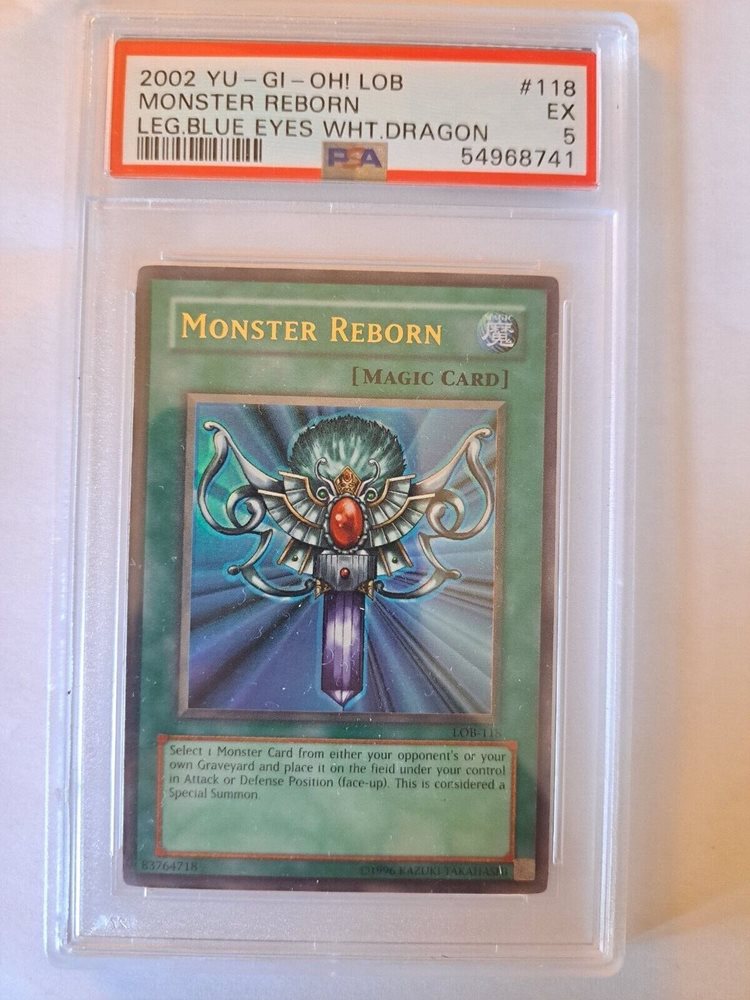 2002 YU-GI-OH! LOB #118
MONSTER REBORN EX
LEG.BLUE EYES WHT.DRAGON 5
PSA 54968741
MONSTER REBORN
MAGIC
魔
[MAGIC CARD]
LOB-118
Select 1 Monster Card from either your opponent's or your
own Graveyard and place it on the field under your control
in Attack or Defense Position (face-up). This is considered a
Special Summon
83764718
©1996 KAZUKI TAKAHASHI